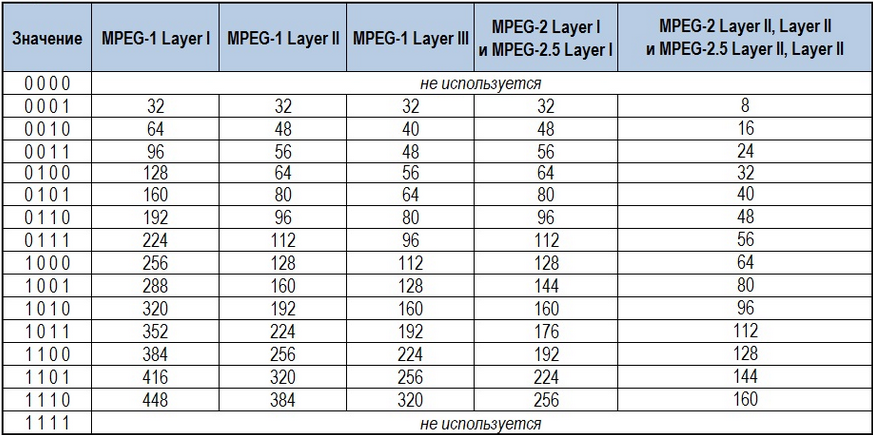 Значение MPEG-1 Layer I MPEG-1 Layer II MPEG-1 Layer III MPEG-2 Layer I и MPEG-2.5 Layer I MPEG-2 Layer II, Layer II и MPEG-2.5 Layer II, Layer II
0 0 0 0 не используется
0 0 0 1 32 32 32 32 8
0 0 1 0 64 48 40 48 16
0 0 1 1 96 56 48 56 24
0 1 0 0 128 64 56 64 32
0 1 0 1 160 80 64 80 40
0 1 1 0 192 96 80 96 48
0 1 1 1 224 112 96 112 56
1 0 0 0 256 128 112 128 64
1 0 0 1 288 160 128 144 80
1 0 1 0 320 192 160 160 96
1 0 1 1 352 224 192 176 112
1 1 0 0 384 256 224 192 128
1 1 0 1 416 320 256 224 144
1 1 1 0 448 384 320 256 160
1 1 1 1 не используется